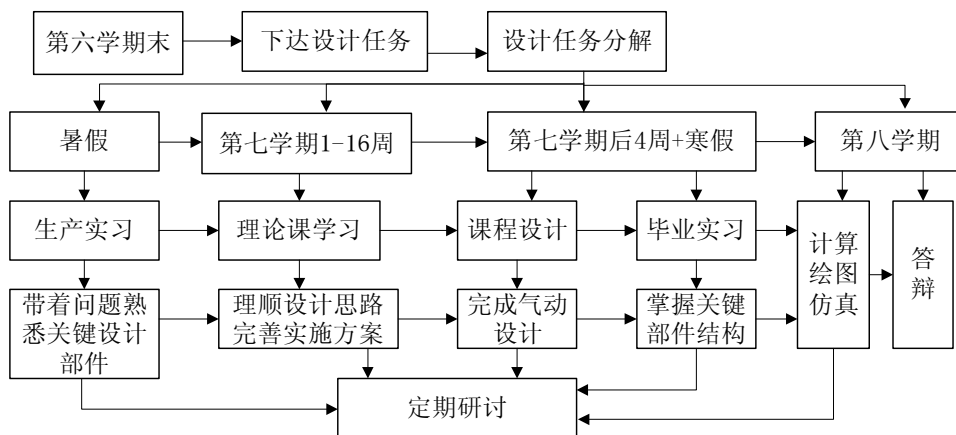 第六学期末
下达设计任务
设计任务分解
暑假
第七学期1-16周
第七学期后4周+寒假
第八学期
生产实习
理论课学习
课程设计
毕业实习
计算
绘图
仿真
答
辩
带着问题熟
悉关键设计
部件
理顺设计思路
完善实施方案
完成气动
设计
掌握关键
部件结构
定期研讨